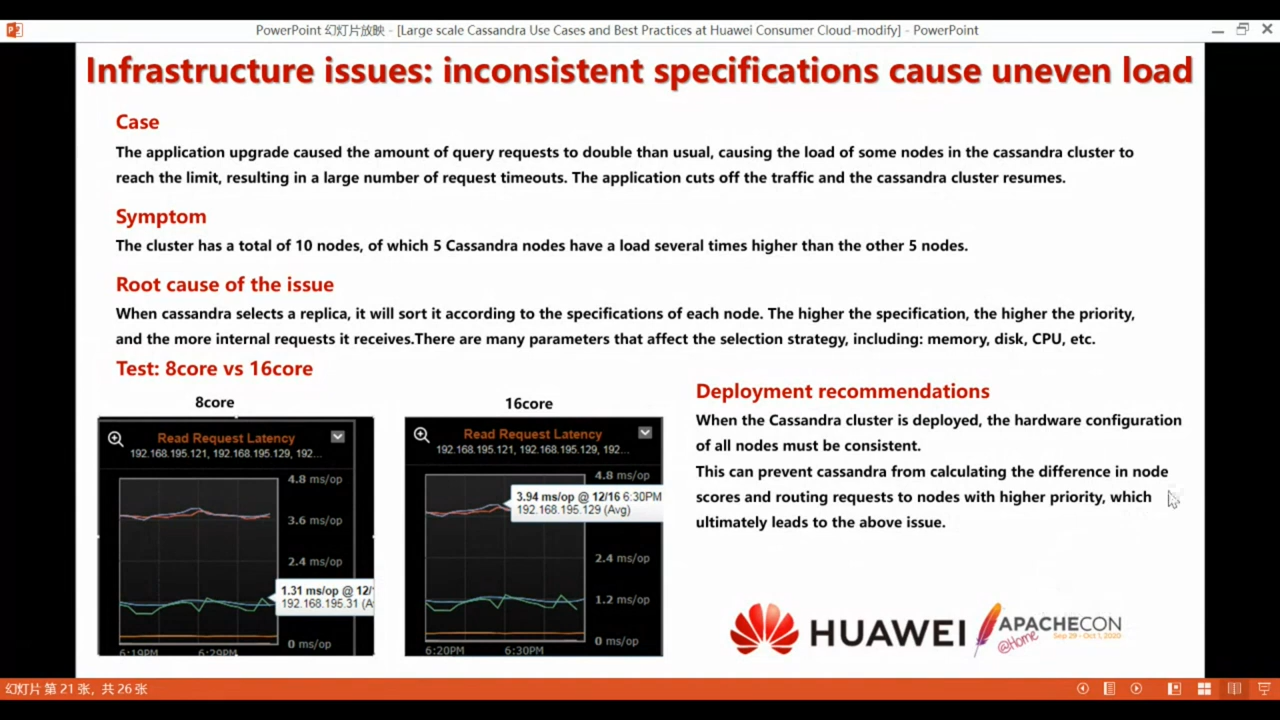 PowerPoint 幻灯片放映 - [Large scale Cassandra Use Cases and Best Practices at Huawei Consumer Cloud-modify] - PowerPoint
Infrastructure issues: inconsistent specifications cause uneven load
Case
The application upgrade caused the amount of query requests to double than usual, causing the load of some nodes in the cassandra cluster to
reach the limit, resulting in a large number of request timeouts. The application cuts off the traffic and the cassandra cluster resumes.
Symptom
The cluster has a total of 10 nodes, of which 5 Cassandra nodes have a load several times higher than the other 5 nodes.
Root cause of the issue
When cassandra selects a replica, it will sort it according to the specifications of each node. The higher the specification, the higher the priority,
and the more internal requests it receives.There are many parameters that affect the selection strategy, including: memory, disk, CPU, etc.
Test: 8core vs 16core
8core
Read Request Latency
192.168.195.121, 192.168.195.129, 192...
4.8 ms/op
3.6 ms/op
2.4 ms/op
1.31 ms/op @ 12/
192.168.195.31 (A
0 ms/op
6:19PM 6:29PM
16core
Read Request Latency
192.168.195.121, 192.168.195.129, 192...
4.8 ms/op
3.94 ms/op @ 12/16 6:30PM
192.168.195.129 (Avg)
2.4 ms/op
1.2 ms/op
0 ms/op
6:20PM 6:30PM
Deployment recommendations
When the Cassandra cluster is deployed, the hardware configuration
of all nodes must be consistent.
This can prevent cassandra from calculating the difference in node
scores and routing requests to nodes with higher priority, which
ultimately leads to the above issue.
HUAWEI
APACHECON
@Home
Sep 29 - Oct 1, 2020
幻灯片 第 21 张，共 26 张